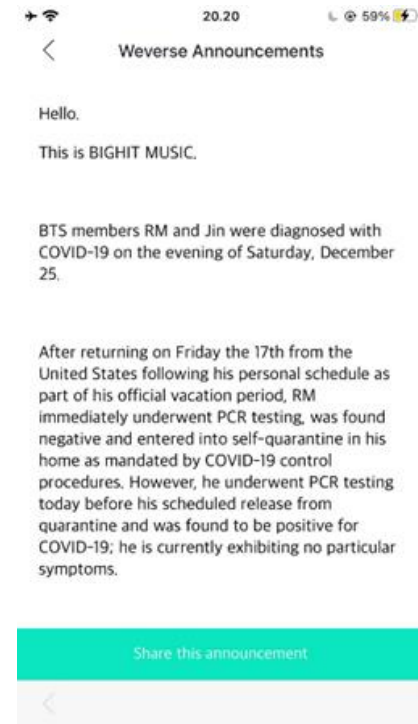 20.20 59%
Weverse Announcements
Hello.
This is BIGHIT MUSIC.
BTS members RM and Jin were diagnosed with
COVID-19 on the evening of Saturday, December
25.
After returning on Friday the 17th from the
United States following his personal schedule as
part of his official vacation period, RM
immediately underwent PCR testing, was found
negative and entered into self-quarantine in his
home as mandated by COVID-19 control
procedures. However, he underwent PCR testing
today before his scheduled release from
quarantine and was found to be positive for
COVID-19; he is currently exhibiting no particular
symptoms.
Share this announcement